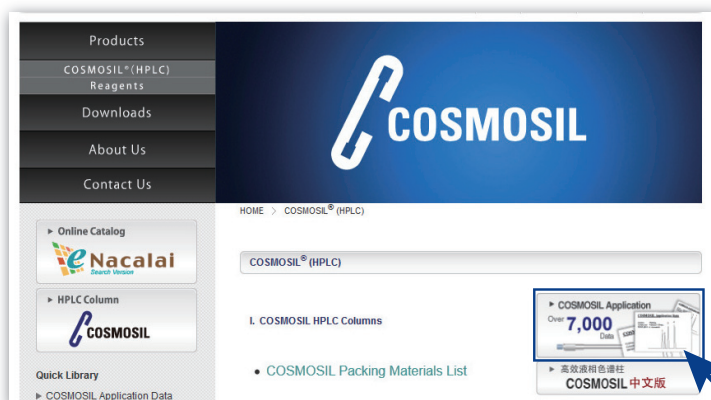 Products
COSMOSIL®(HPLC)
Reagents
Downloads
About Us
Contact Us
COSMOSIL
HOME > COSMOSIL® (HPLC)
▶ Online Catalog
eNacalai
Search Version
▶ HPLC Column
COSMOSIL
Quick Library
▶ COSMOSIL Application Data
COSMOSIL® (HPLC)
I. COSMOSIL HPLC Columns
• COSMOSIL Packing Materials List
▶ COSMOSIL Application
Over 7,000
Data
▶ 高效液相色谱柱
COSMOSIL 中文版